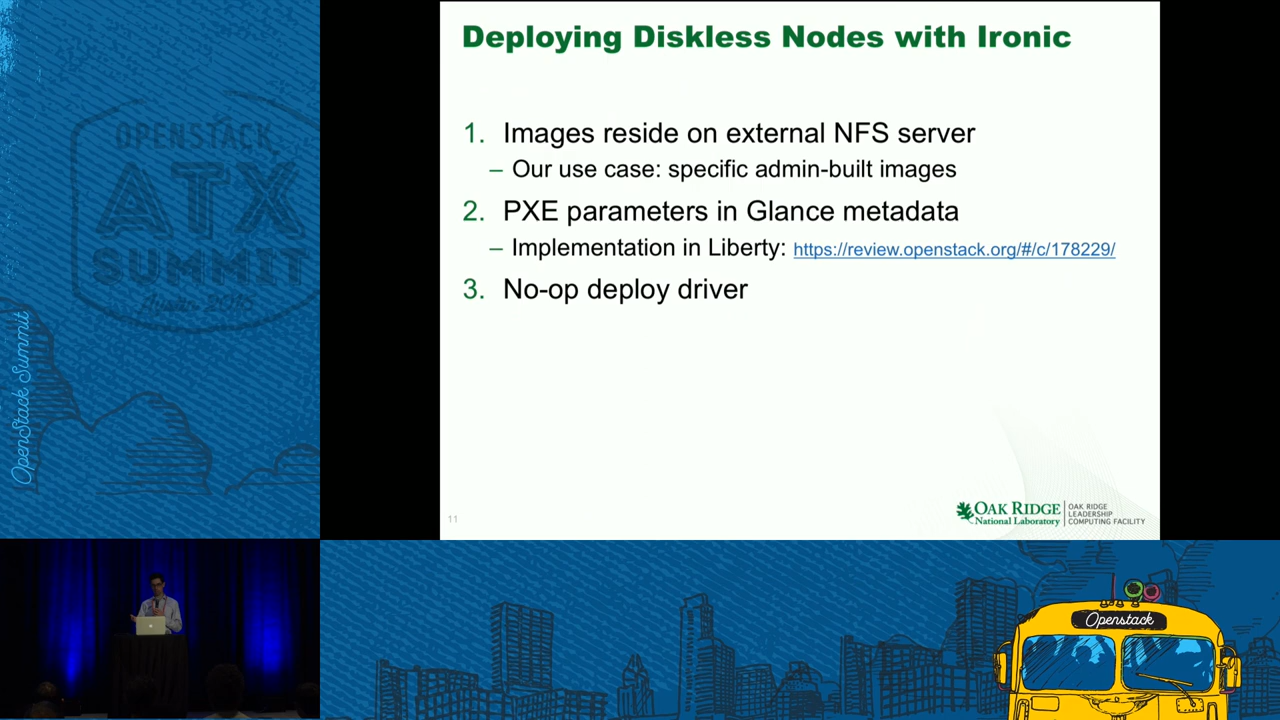 Deploying Diskless Nodes with Ironic
1. Images reside on external NFS server
– Our use case: specific admin-built images
2. PXE parameters in Glance metadata
– Implementation in Liberty: https://review.openstack.org/#/c/178229/
3. No-op deploy driver
11
OAK RIDGE
National Laboratory
OAK RIDGE
LEADERSHIP
COMPUTING FACILITY
OPENSTACK
ATX
SUMMIT
Austin 2016
OpenStack Summit
Openstack